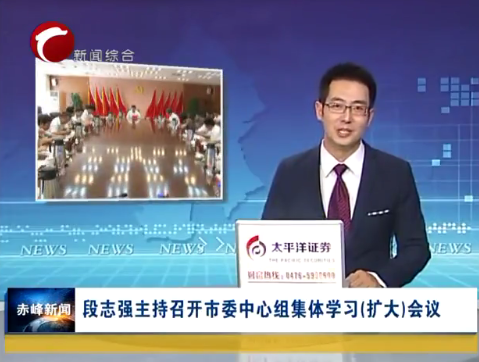 新闻综合
NEWS
NEWS
NEWS
NEWS
太平洋证券
THE PACIFIC SECURITIES
赤峰新闻
段志强主持召开市委中心组集体学习(扩大)会议